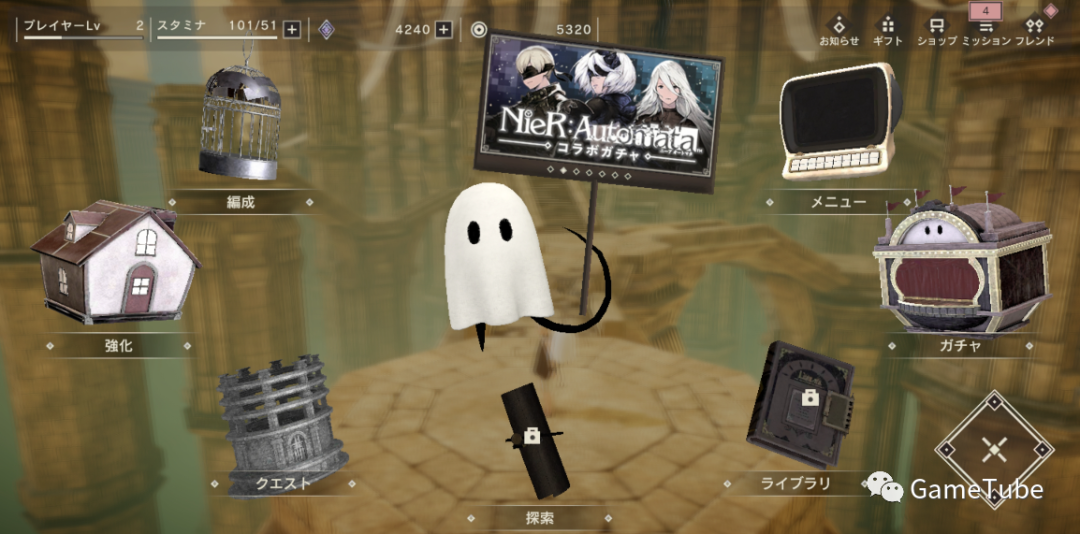 プレイヤーLv 2
スタミナ 101/51
4240
5320
4
お知らせ
ギフト
ショップ
ミッション
フレンド
NieR:Automata
コラボガチャ
編成
メニュー
強化
ガチャ
クエスト
ライブラリ
探索
GameTube